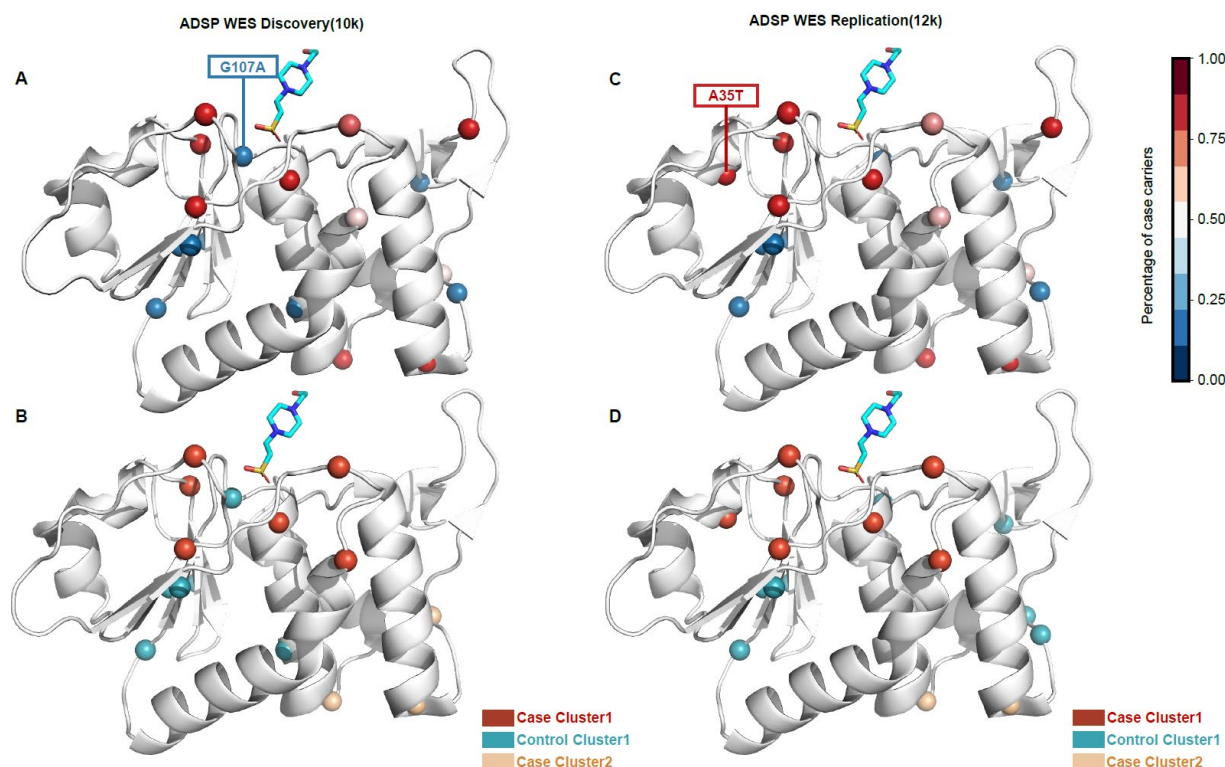 ADSP WES Discovery(10k)
ADSP WES Replication(12k)
A
G107A
C
A35T
1.00
0.75
0.50
0.25
0.00
Percentage of case carriers
B
D
Case Cluster1
Control Cluster1
Case Cluster2
Case Cluster1
Control Cluster1
Case Cluster2